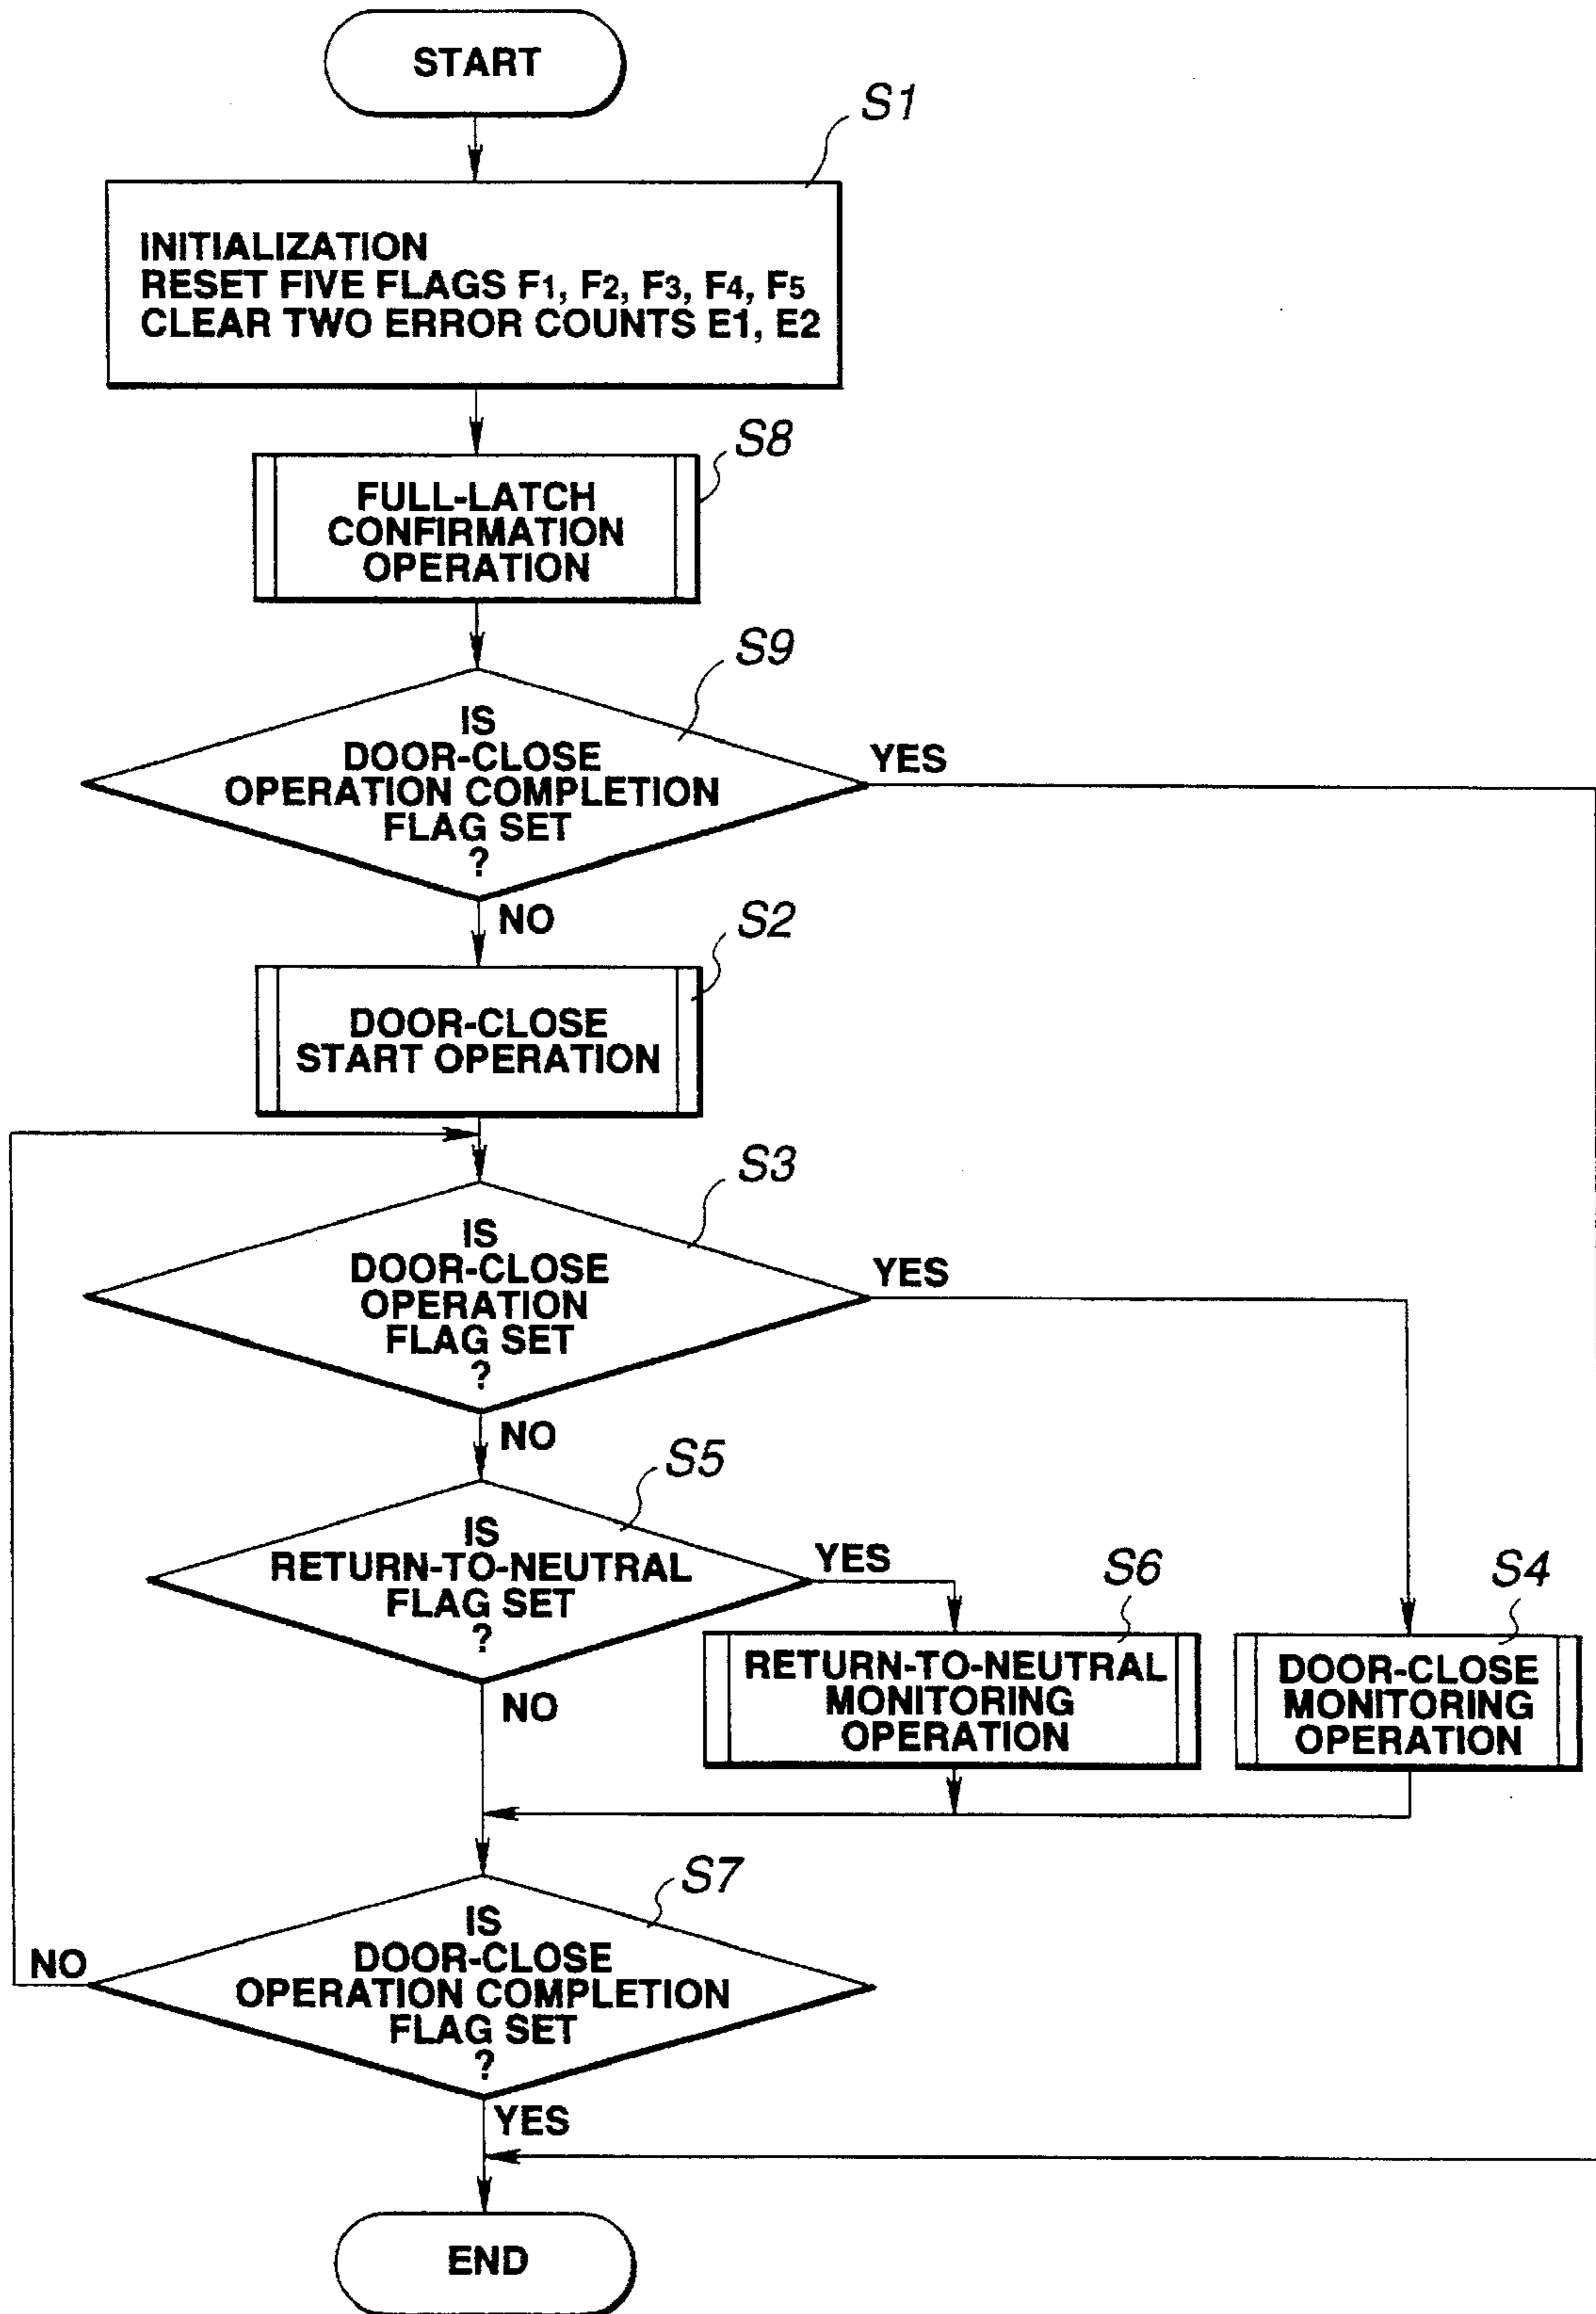 START
S1
INITIALIZATION
RESET FIVE FLAGS F1, F2, F3, F4, F5
CLEAR TWO ERROR COUNTS E1, E2
S8
FULL-LATCH
CONFIRMATION
OPERATION
S9
IS
DOOR-CLOSE
OPERATION COMPLETION
FLAG SET
?
YES
NO
S2
DOOR-CLOSE
START OPERATION
S3
IS
DOOR-CLOSE
OPERATION
FLAG SET
?
YES
NO
S5
IS
RETURN-TO-NEUTRAL
FLAG SET
?
YES
NO
S6
RETURN-TO-NEUTRAL
MONITORING
OPERATION
S4
DOOR-CLOSE
MONITORING
OPERATION
S7
IS
DOOR-CLOSE
OPERATION COMPLETION
FLAG SET
?
NO
YES
END